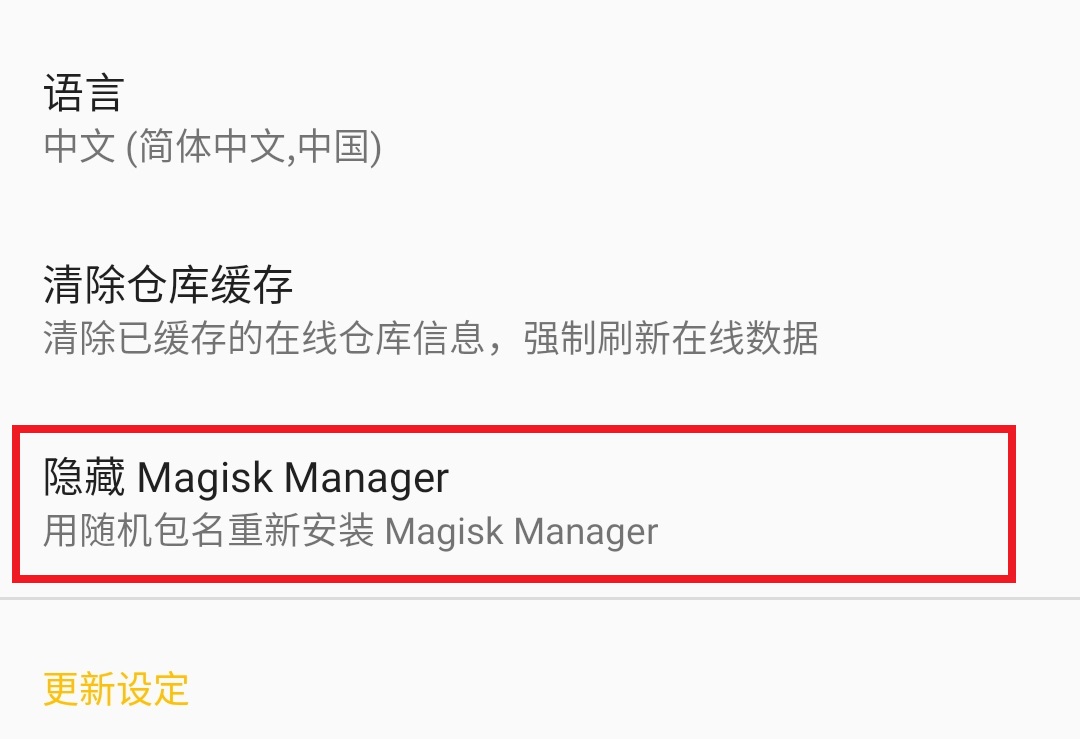 语言
中文 (简体中文,中国)
清除仓库缓存
清除已缓存的在线仓库信息，强制刷新在线数据
隐藏 Magisk Manager
用随机包名重新安装 Magisk Manager
更新设定